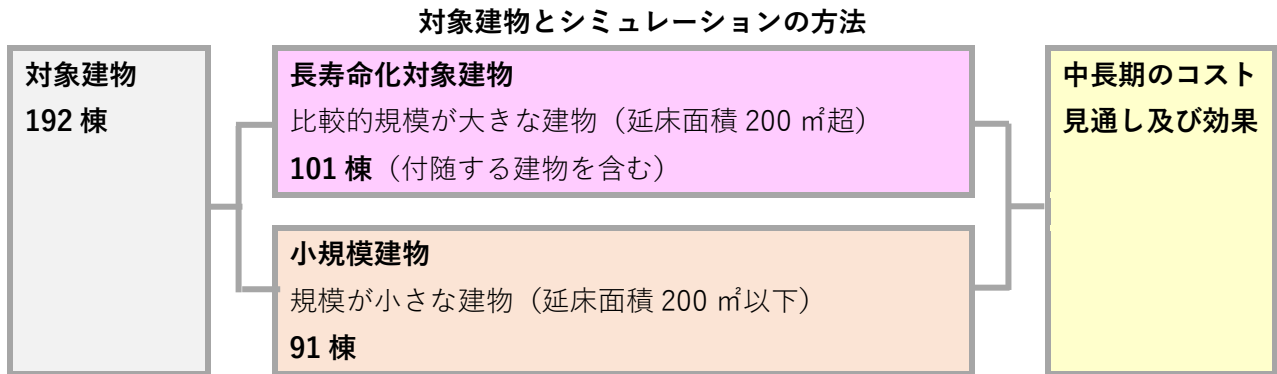 対象建物とシミュレーションの方法
対象建物
192 棟
長寿命化対象建物
比較的規模が大きな建物（延床面積 200 ㎡超）
101 棟（付随する建物を含む）
小規模建物
規模が小さな建物（延床面積 200 ㎡以下）
91 棟
中長期のコスト
見通し及び効果